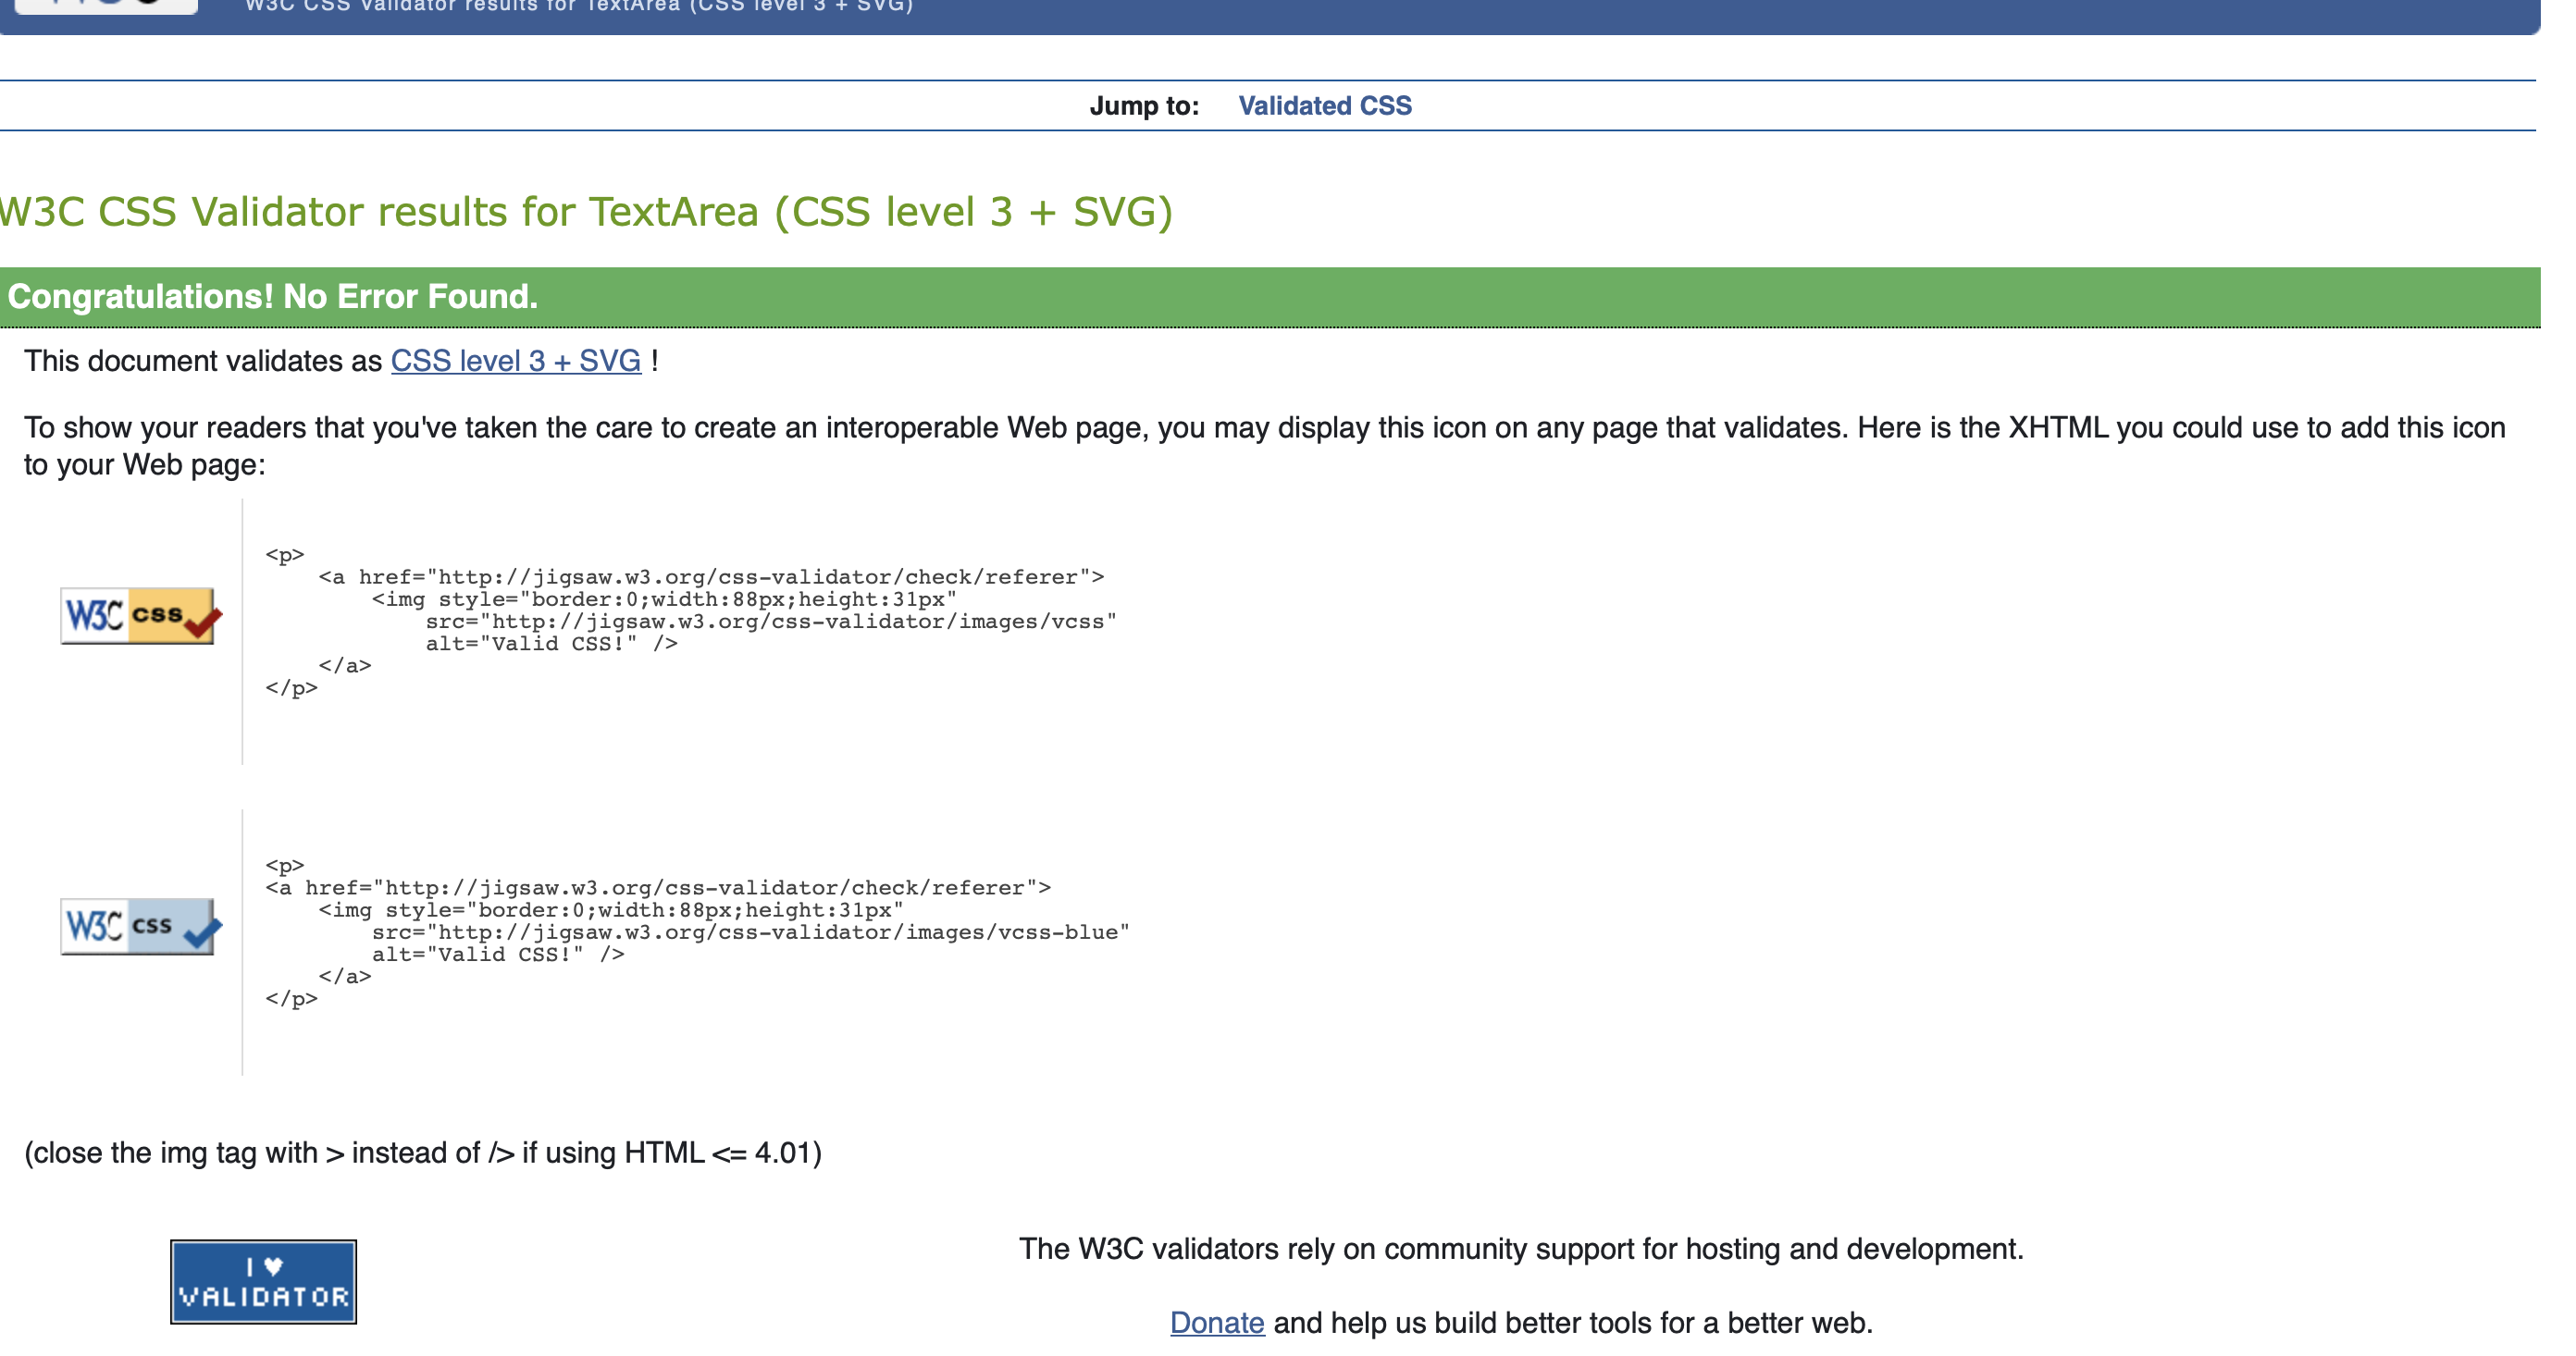 W3C CSS Validator results for TextArea (CSS level 3 + SVG)
Jump to: Validated CSS
W3C CSS Validator results for TextArea (CSS level 3 + SVG)
Congratulations! No Error Found.
This document validates as CSS level 3 + SVG !
To show your readers that you've taken the care to create an interoperable Web page, you may display this icon on any page that validates. Here is the XHTML you could use to add this icon
to your Web page:
<p>
<a href="http://jigsaw.w3.org/css-validator/check/referer">
<img style="border:0;width:88px;height:31px"
W3C css
src="http://jigsaw.w3.org/css-validator/images/vcss"
alt="Valid CSS!" />
</a>
</p>
<p>
<a href="http://jigsaw.w3.org/css-validator/check/referer">
<img style="border:0;width:88px;height:31px"
W3C css
src="http://jigsaw.w3.org/css-validator/images/vcss-blue"
alt="Valid CSS!" />
</a>
</p>
(close the img tag with > instead of /> if using HTML <= 4.01)
I ♥
VALIDATOR
The W3C validators rely on community support for hosting and development.
Donate and help us build better tools for a better web.